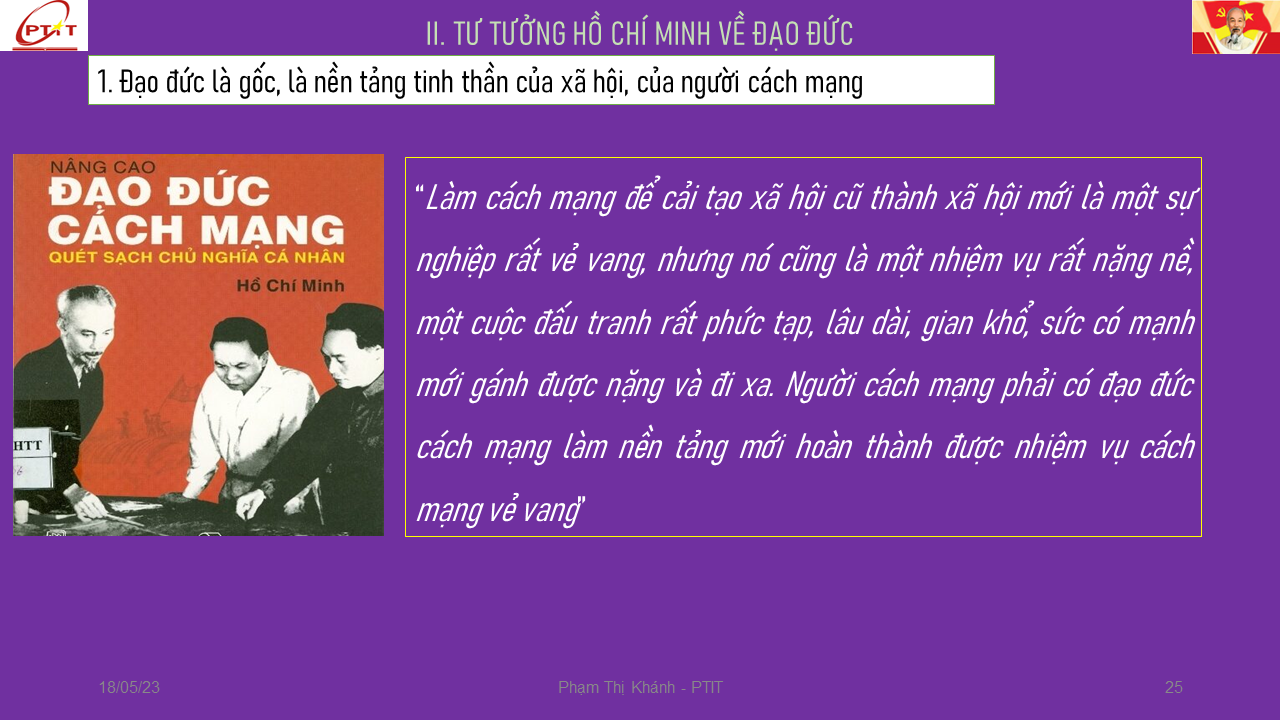 PTIT
II. TƯ TƯỞNG HỒ CHÍ MINH VỀ ĐẠO ĐỨC
1. Đạo đức là gốc, là nền tảng tinh thần của xã hội, của người cách mạng
NÂNG CAO
ĐẠO ĐỨC
CÁCH MẠNG
QUÉT SẠCH CHỦ NGHĨA CÁ NHÂN
Hồ Chí Minh
HTT
“Làm cách mạng để cải tạo xã hội cũ thành xã hội mới là một sự
nghiệp rất vẻ vang, nhưng nó cũng là một nhiệm vụ rất nặng nề,
một cuộc đấu tranh rất phức tạp, lâu dài, gian khổ, sức có mạnh
mới gánh được nặng và đi xa. Người cách mạng phải có đạo đức
cách mạng làm nền tảng mới hoàn thành được nhiệm vụ cách
mạng vẻ vang”
18/05/23
Phạm Thị Khánh - PTIT
25